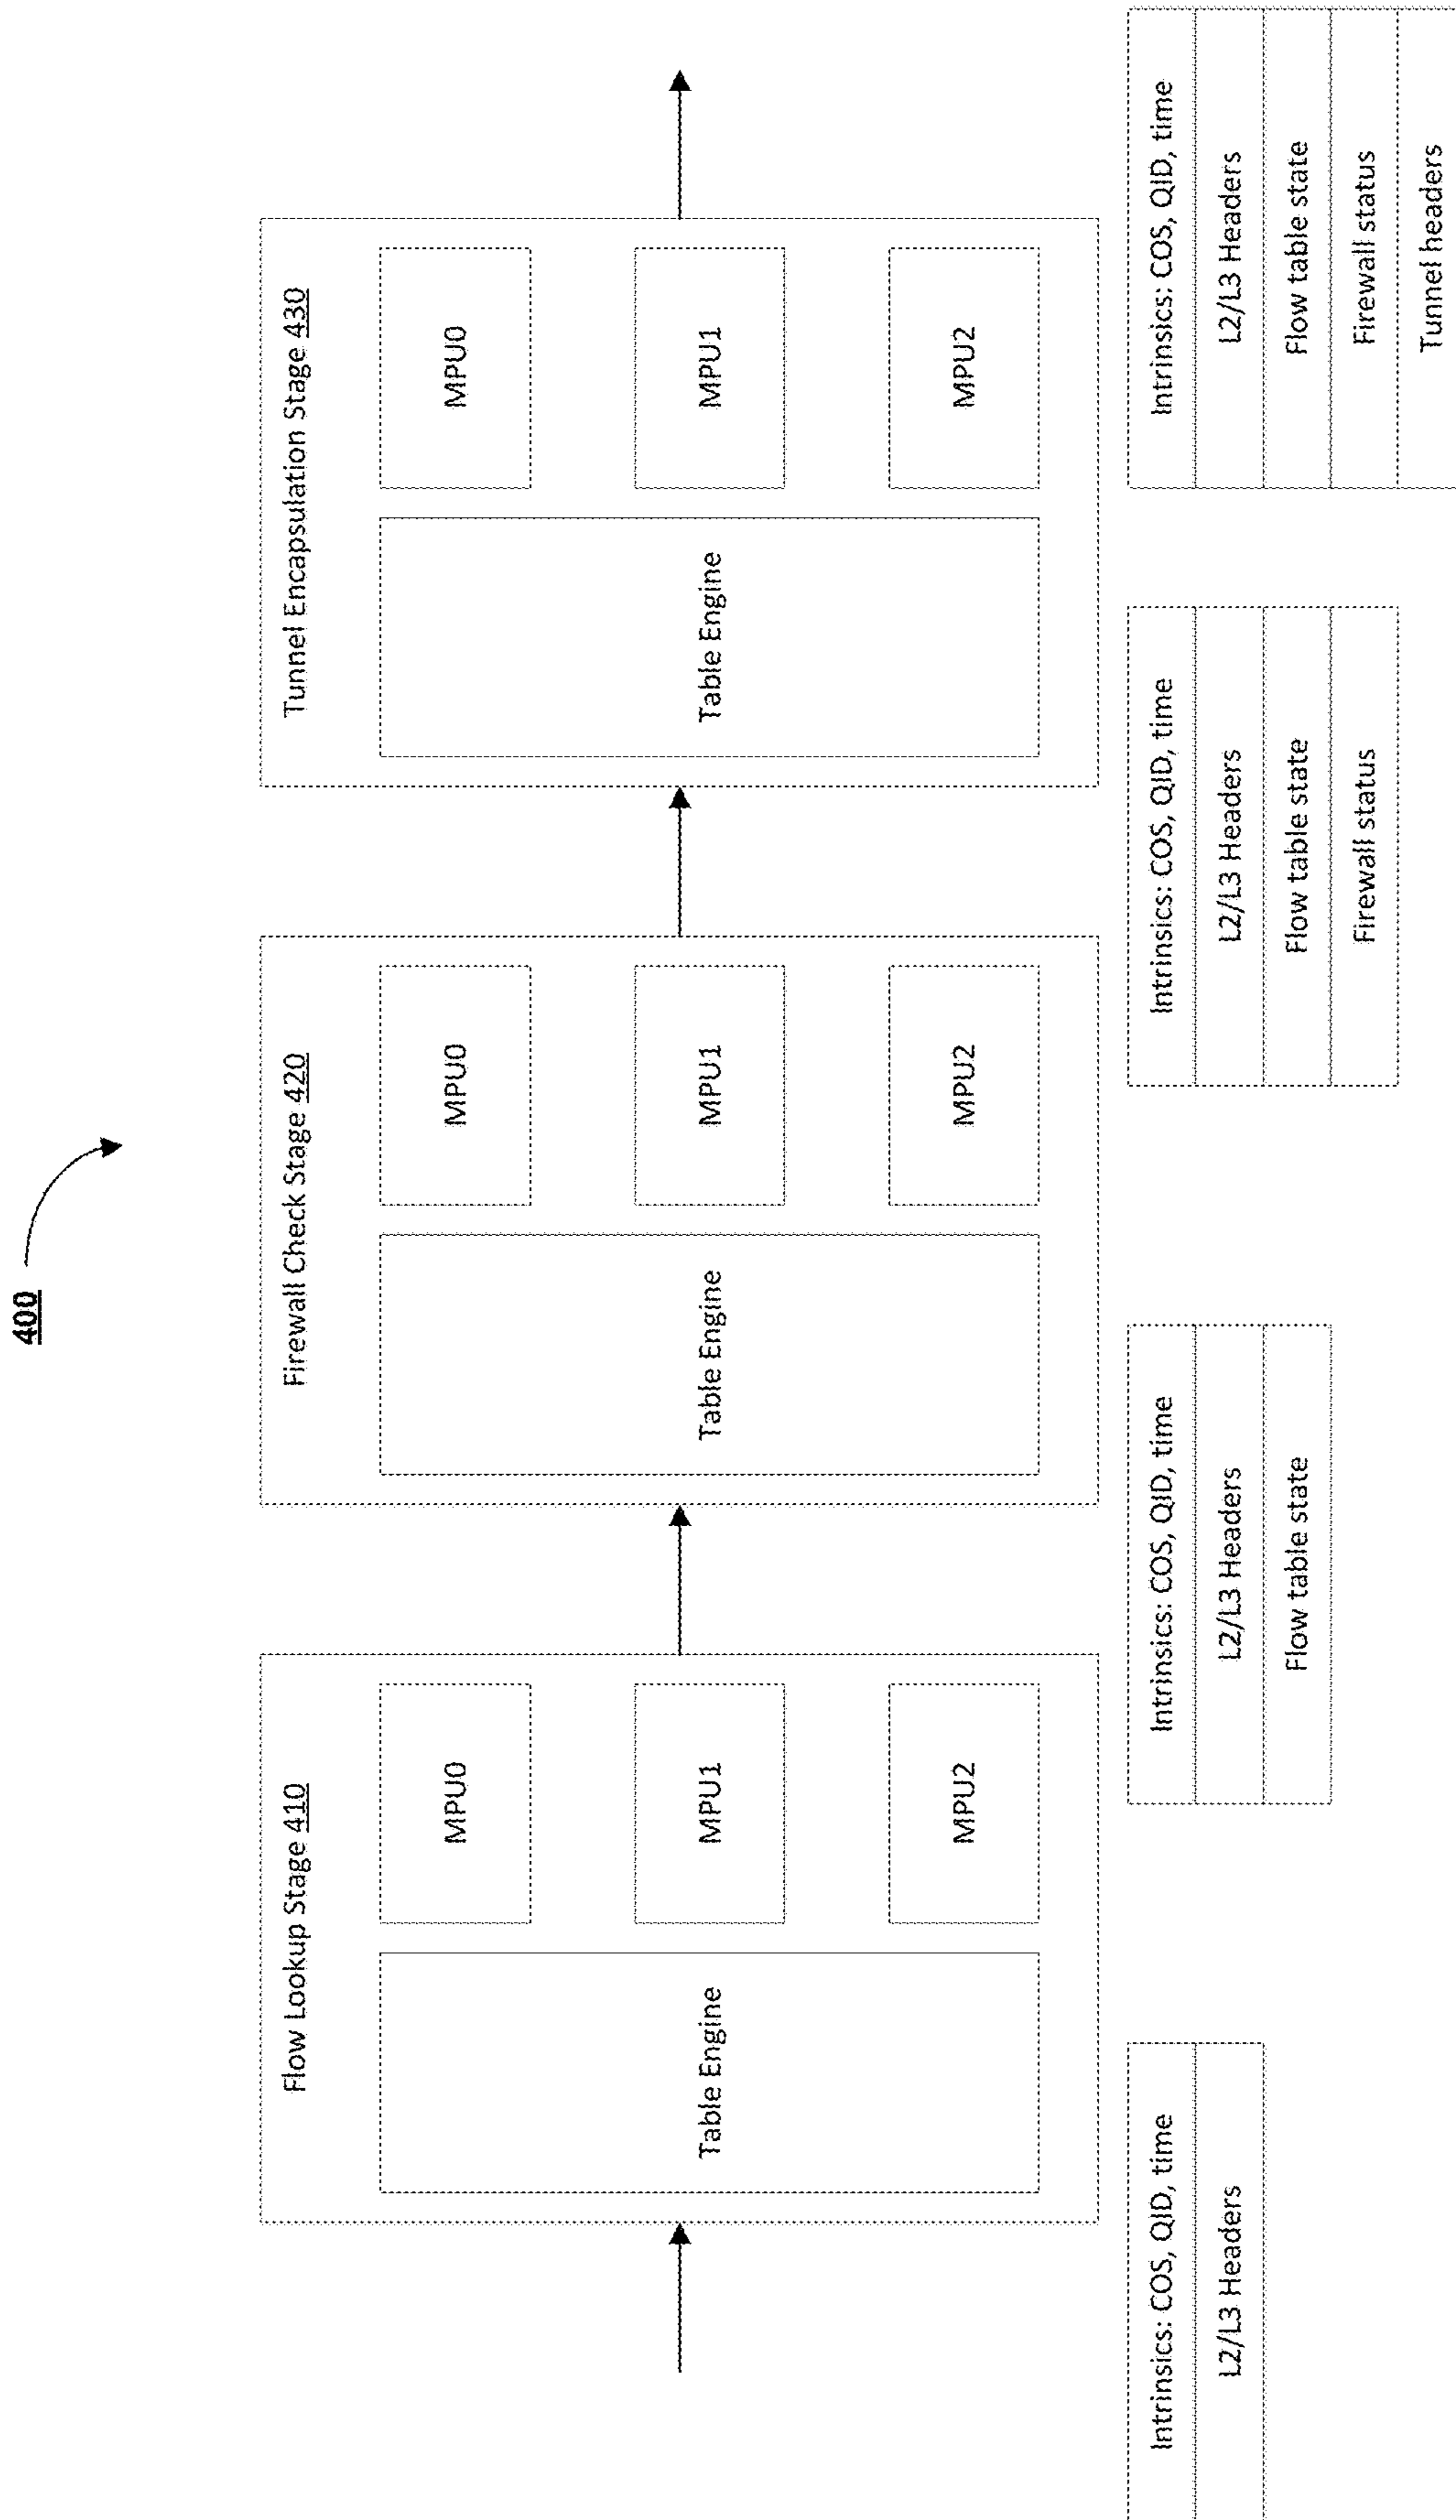 400
Flow Lookup Stage 410
Table Engine
MPU0
MPU1
MPU2
Firewall Check Stage 420
Table Engine
MPU0
MPU1
MPU2
Tunnel Encapsulation Stage 430
Table Engine
MPU0
MPU1
MPU2
Intrinsics: COS, QID, time
L2/L3 Headers
Intrinsics: COS, QID, time
L2/L3 Headers
Flow table state
Intrinsics: COS, QID, time
L2/L3 Headers
Flow table state
Firewall status
Intrinsics: COS, QID, time
L2/L3 Headers
Flow table state
Firewall status
Tunnel headers